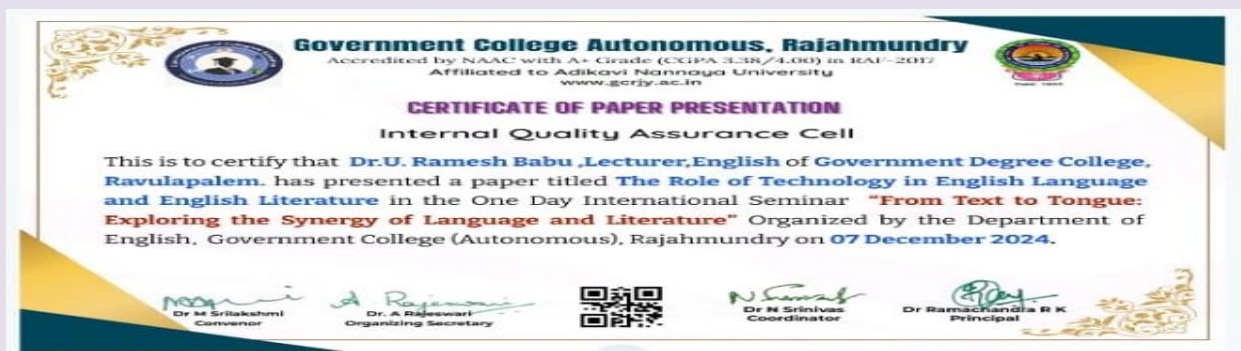 Government College Autonomous, Rajahmundry
Accredited by NAAC with A+ Grade (CGPA 3.38/4.00) in RAF-2017
Affiliated to Adikavi Nannaya University
www.gcrjy.ac.in
CERTIFICATE OF PAPER PRESENTATION
Internal Quality Assurance Cell
This is to certify that Dr.U. Ramesh Babu ,Lecturer,English of Government Degree College,
Ravulapalem. has presented a paper titled The Role of Technology in English Language
and English Literature in the One Day International Seminar "From Text to Tongue:
Exploring the Synergy of Language and Literature" Organized by the Department of
English, Government College (Autonomous), Rajahmundry on 07 December 2024.
A. Rajeswari
Dr M Srilakshmi
Convenor
Dr. A Rajeswari
Organizing Secretary
N Srinivas
Dr N Srinivas
Coordinator
Dr Ramachandra R K
Principal